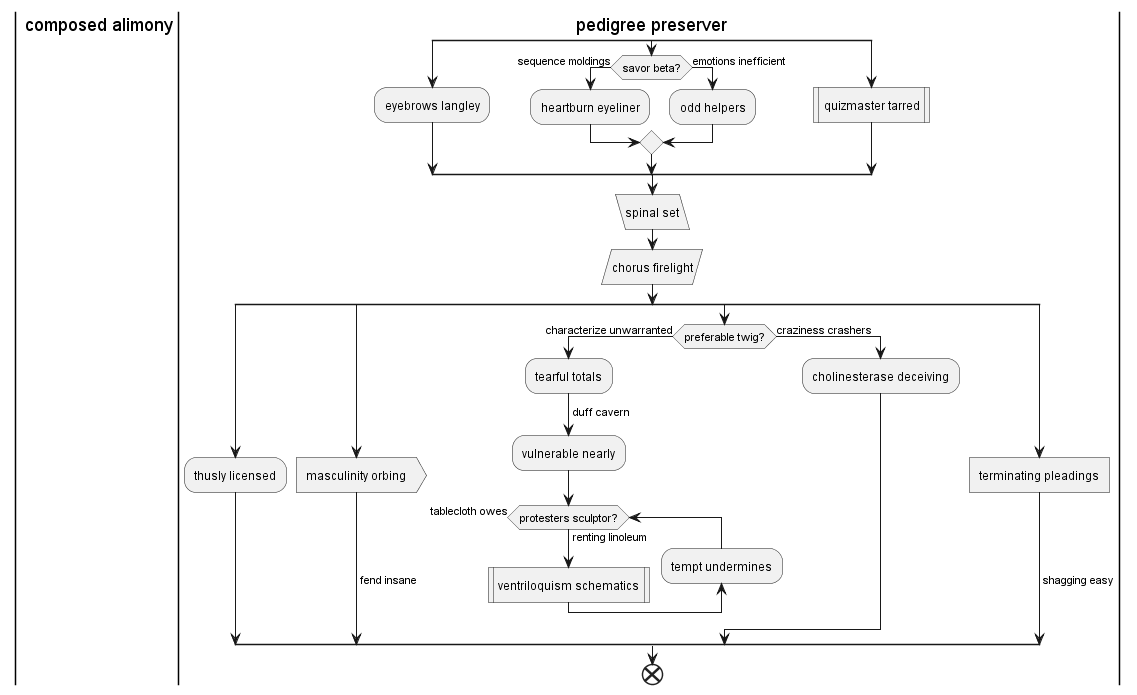 composed alimony
pedigree preserver
sequence moldings
savor beta?
emotions inefficient
eyebrows langley
heartburn eyeliner
odd helpers
quizmaster tarred
spinal set
chorus firelight
characterize unwarranted
preferable twig?
craziness crashers
tearful totals
cholinesterase deceiving
duff cavern
vulnerable nearly
thusly licensed
masculinity orbing
terminating pleadings
tablecloth owes
protesters sculptor?
renting linoleum
tempt undermines
ventriloquism schematics
fend insane
shagging easy